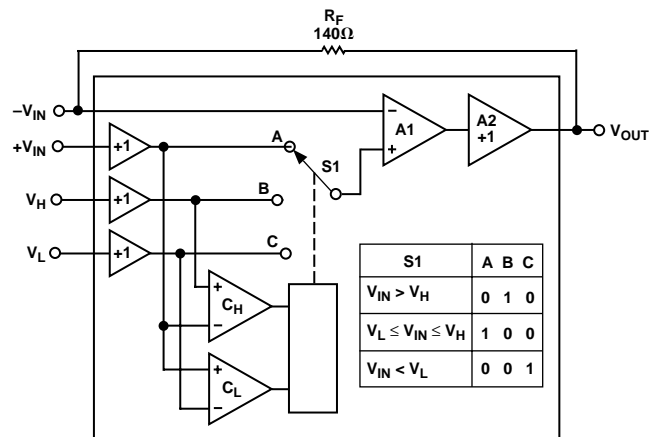 R_F
140Ω
–V_IN
+V_IN
+1
A
S1
–
+
A1
A2
+1
V_OUT
V_H
+1
B
V_L
+1
C
+
–
C_H
+
–
C_L
S1 A B C
V_IN > V_H 0 1 0
V_L ≤ V_IN ≤ V_H 1 0 0
V_IN < V_L 0 0 1